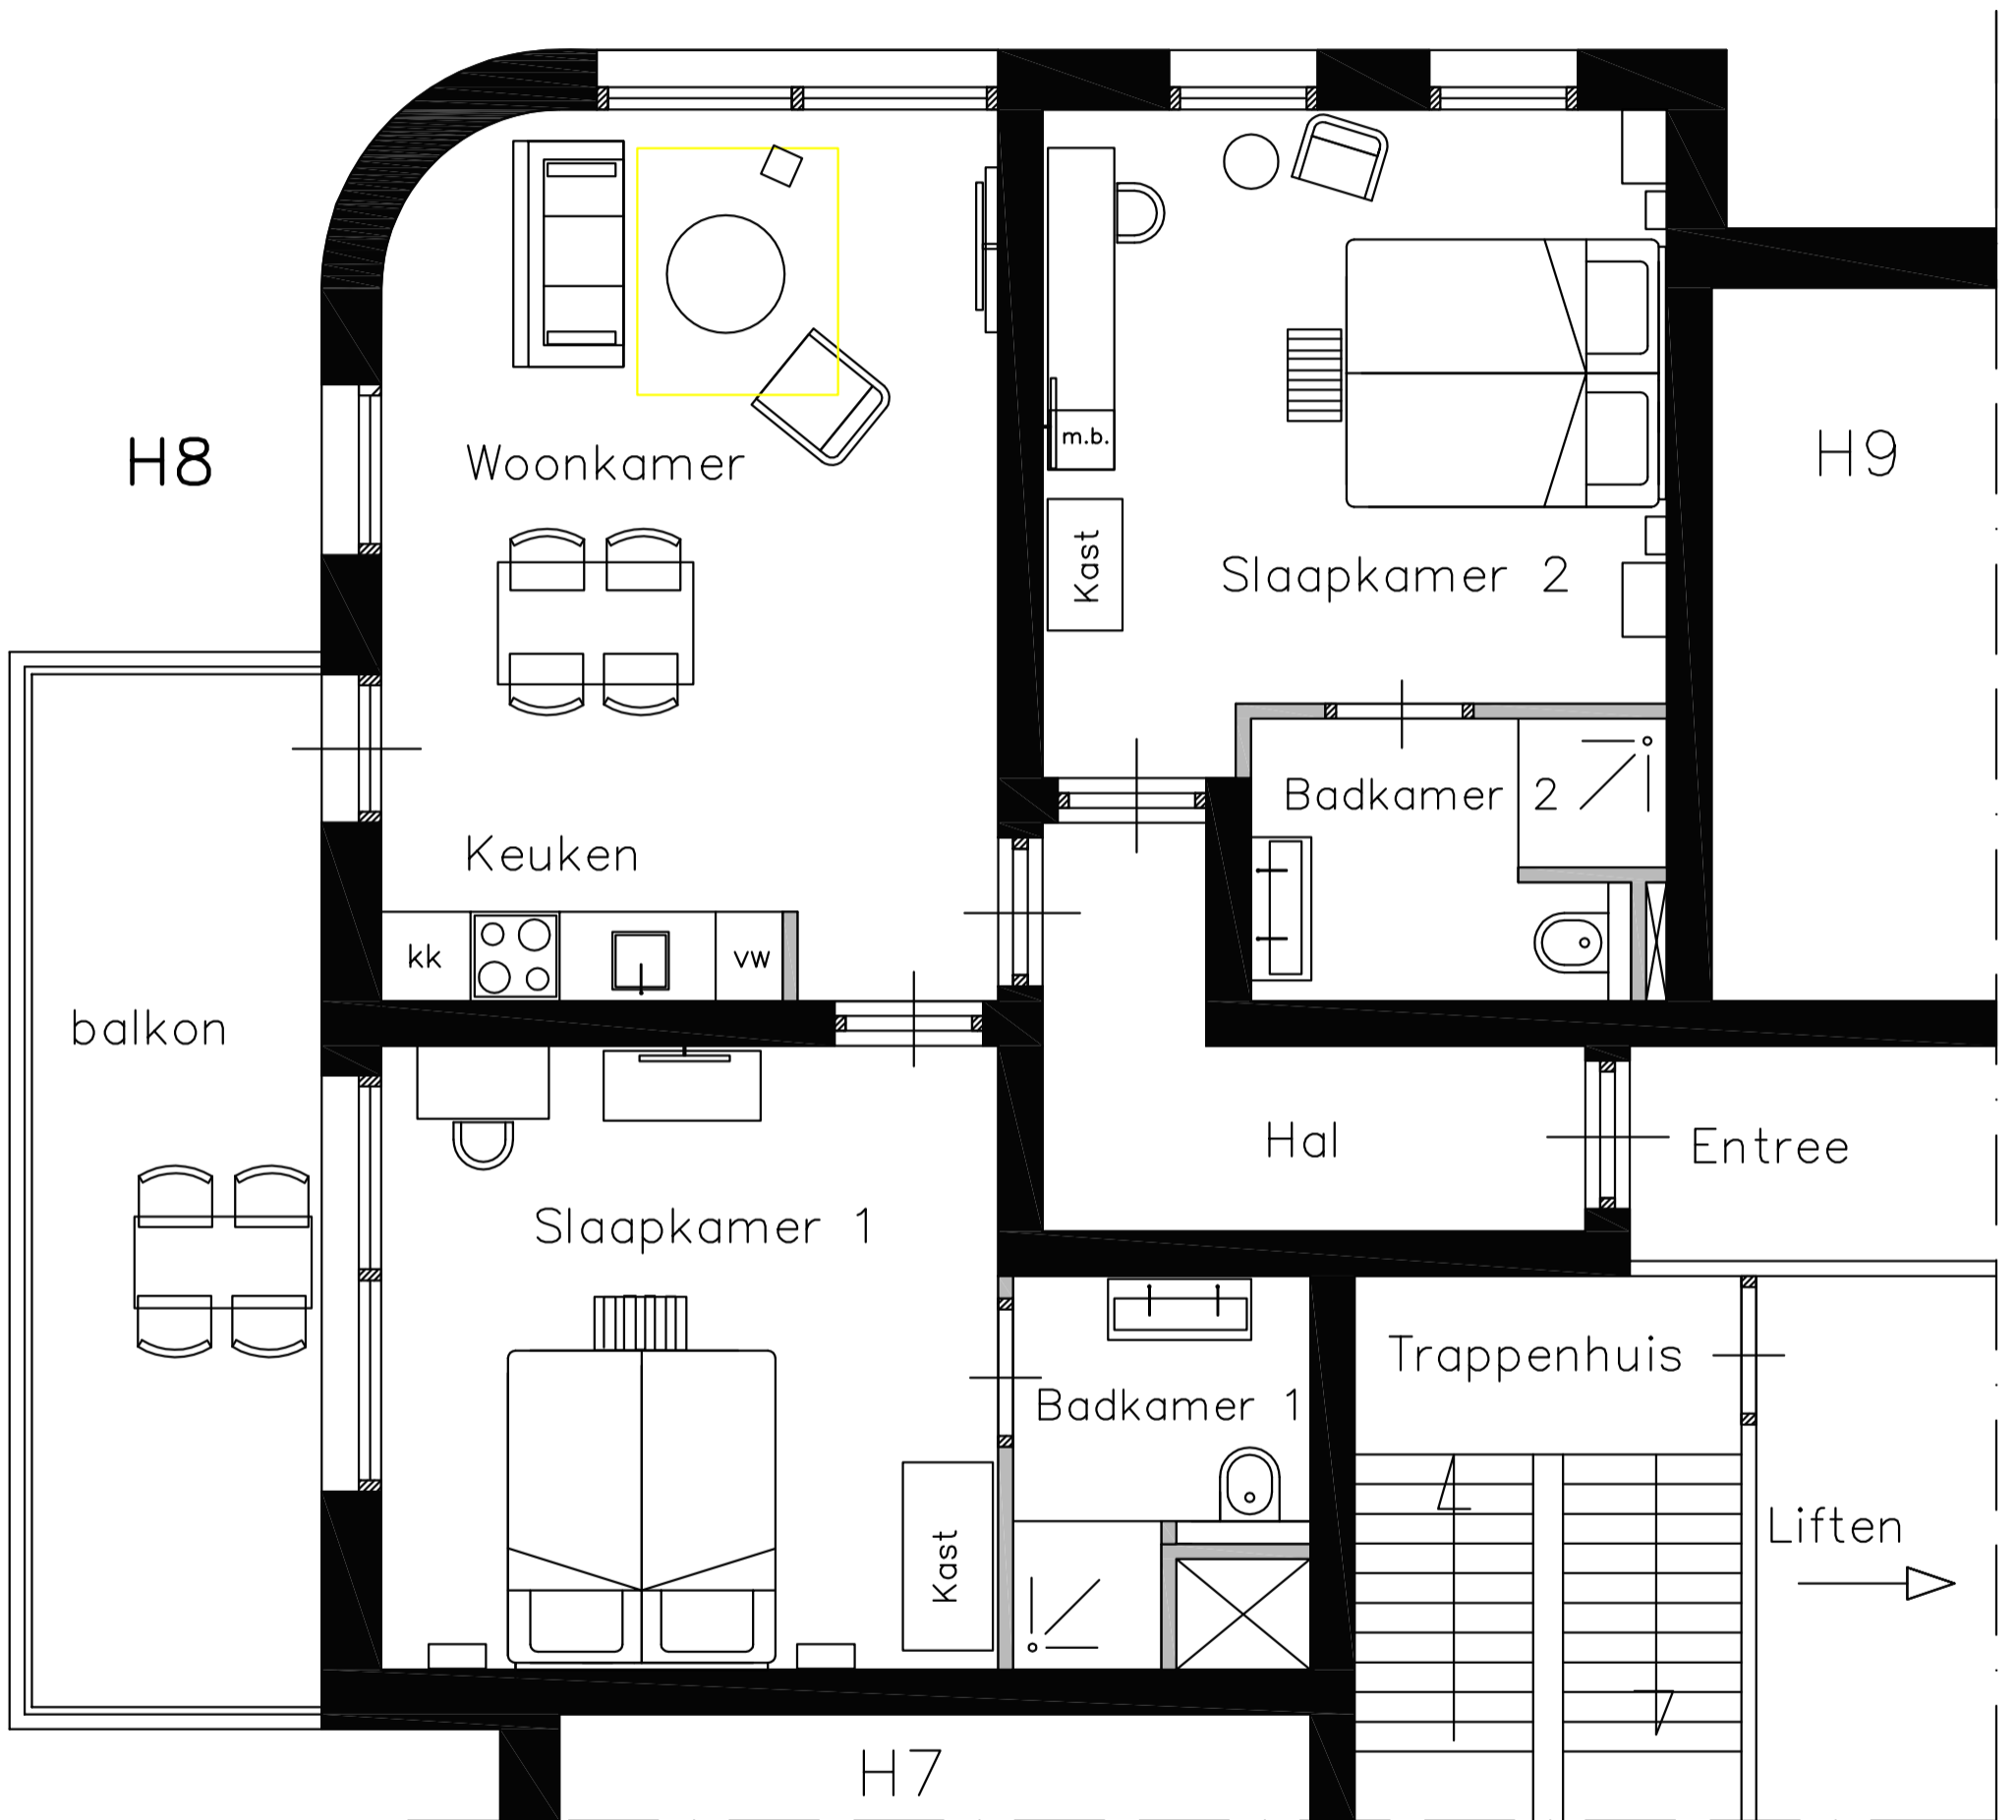 H8
Woonkamer
m.b.
H9
Kast
Slaapkamer 2
Badkamer 2
Keuken
kk
vw
balkon
Hal
Entree
Slaapkamer 1
Trappenhuis
Badkamer 1
Kast
Liften
H7